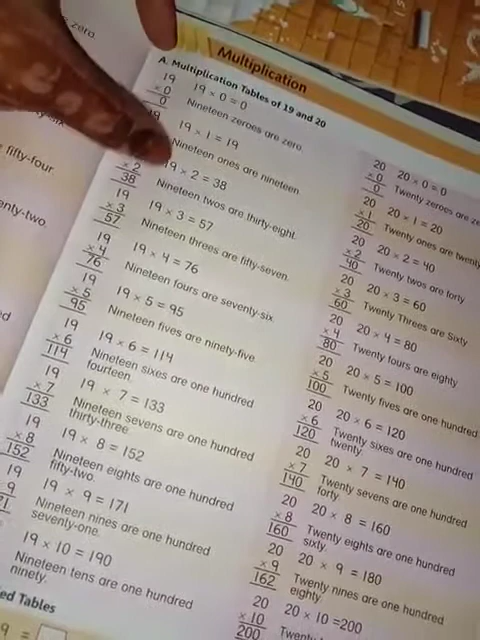 zero.
fifty-four.
Multiplication
A. Multiplication Tables of 19 and 20
19
× 0
0
19 × 0 = 0
Nineteen zeroes are zero.
19
19 × 1 = 19
Nineteen ones are nineteen
× 2
38
19 × 2 = 38
Nineteen twos are thirty-eight.
19
× 3
57
19 × 3 = 57
Nineteen threes are fifty-seven.
19
× 4
76
19 × 4 = 76
Nineteen fours are seventy-six
19
× 5
95
19 × 5 = 95
Nineteen fives are ninety-five
19
× 6
114
19 × 6 = 114
Nineteen sixes are one hundred
fourteen.
19
× 7
133
19 × 7 = 133
Nineteen sevens are one hundred
thirty-three.
19
× 8
152
19 × 8 = 152
Nineteen eights are one hundred
fifty-two.
19
9
19 × 9 = 171
Nineteen nines are one hundred
seventy-one.
19 × 10 = 190
Nineteen tens are one hundred
ninety.
Tables
9 =
20
× 0
0
20 × 0 = 0
Twenty zeroes are
20
× 1
20
20 × 1 = 20
Twenty ones are twenty
20
× 2
40
20 × 2 = 40
Twenty twos are forty
20
× 3
60
20 × 3 = 60
Twenty Threes are Sixty
20
× 4
80
20 × 4 = 80
Twenty fours are eighty
20
× 5
100
20 × 5 = 100
Twenty fives are one hundred
20
× 6
120
20 × 6 = 120
Twenty sixes are one hundred
twenty.
20
× 7
140
20 × 7 = 140
Twenty sevens are one hundred
forty.
20
× 8
160
20 × 8 = 160
Twenty eights are one hundred
sixty.
20
× 9
162
20 × 9 = 180
Twenty nines are one hundred
eighty.
20
× 10
200
20 × 10 =200